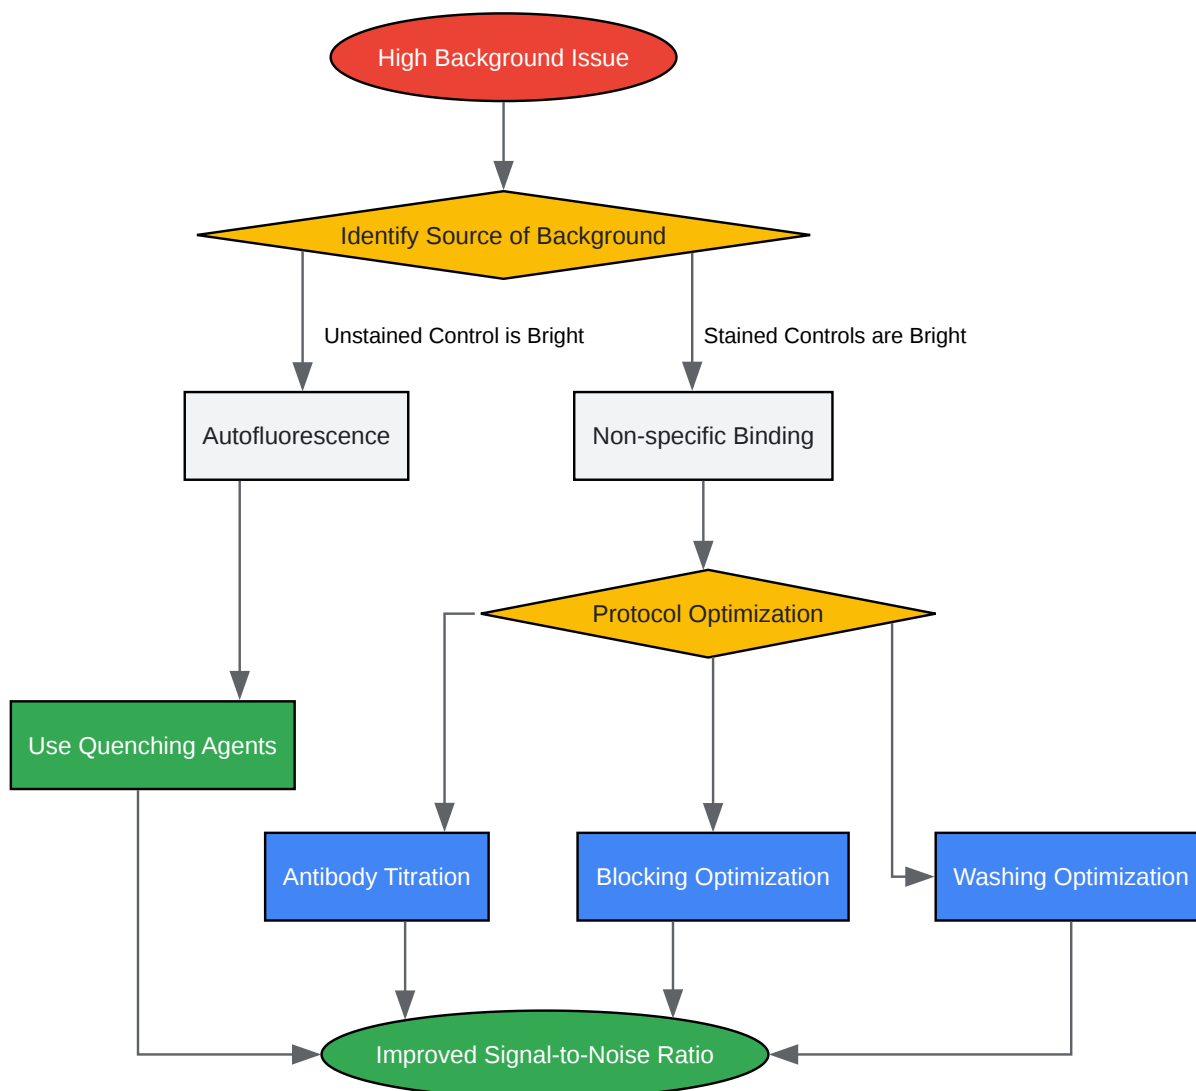 High Background Issue
Identify Source of Background
Unstained Control is Bright
Stained Controls are Bright
Autofluorescence
Non-specific Binding
Protocol Optimization
Use Quenching Agents
Antibody Titration
Blocking Optimization
Washing Optimization
Improved Signal-to-Noise Ratio